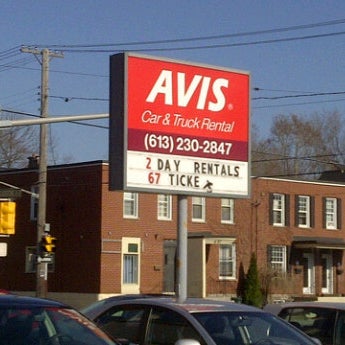 AVIS®
Car & Truck Rental
(613) 230-2847
2 DAY RENTALS
67 TICKE